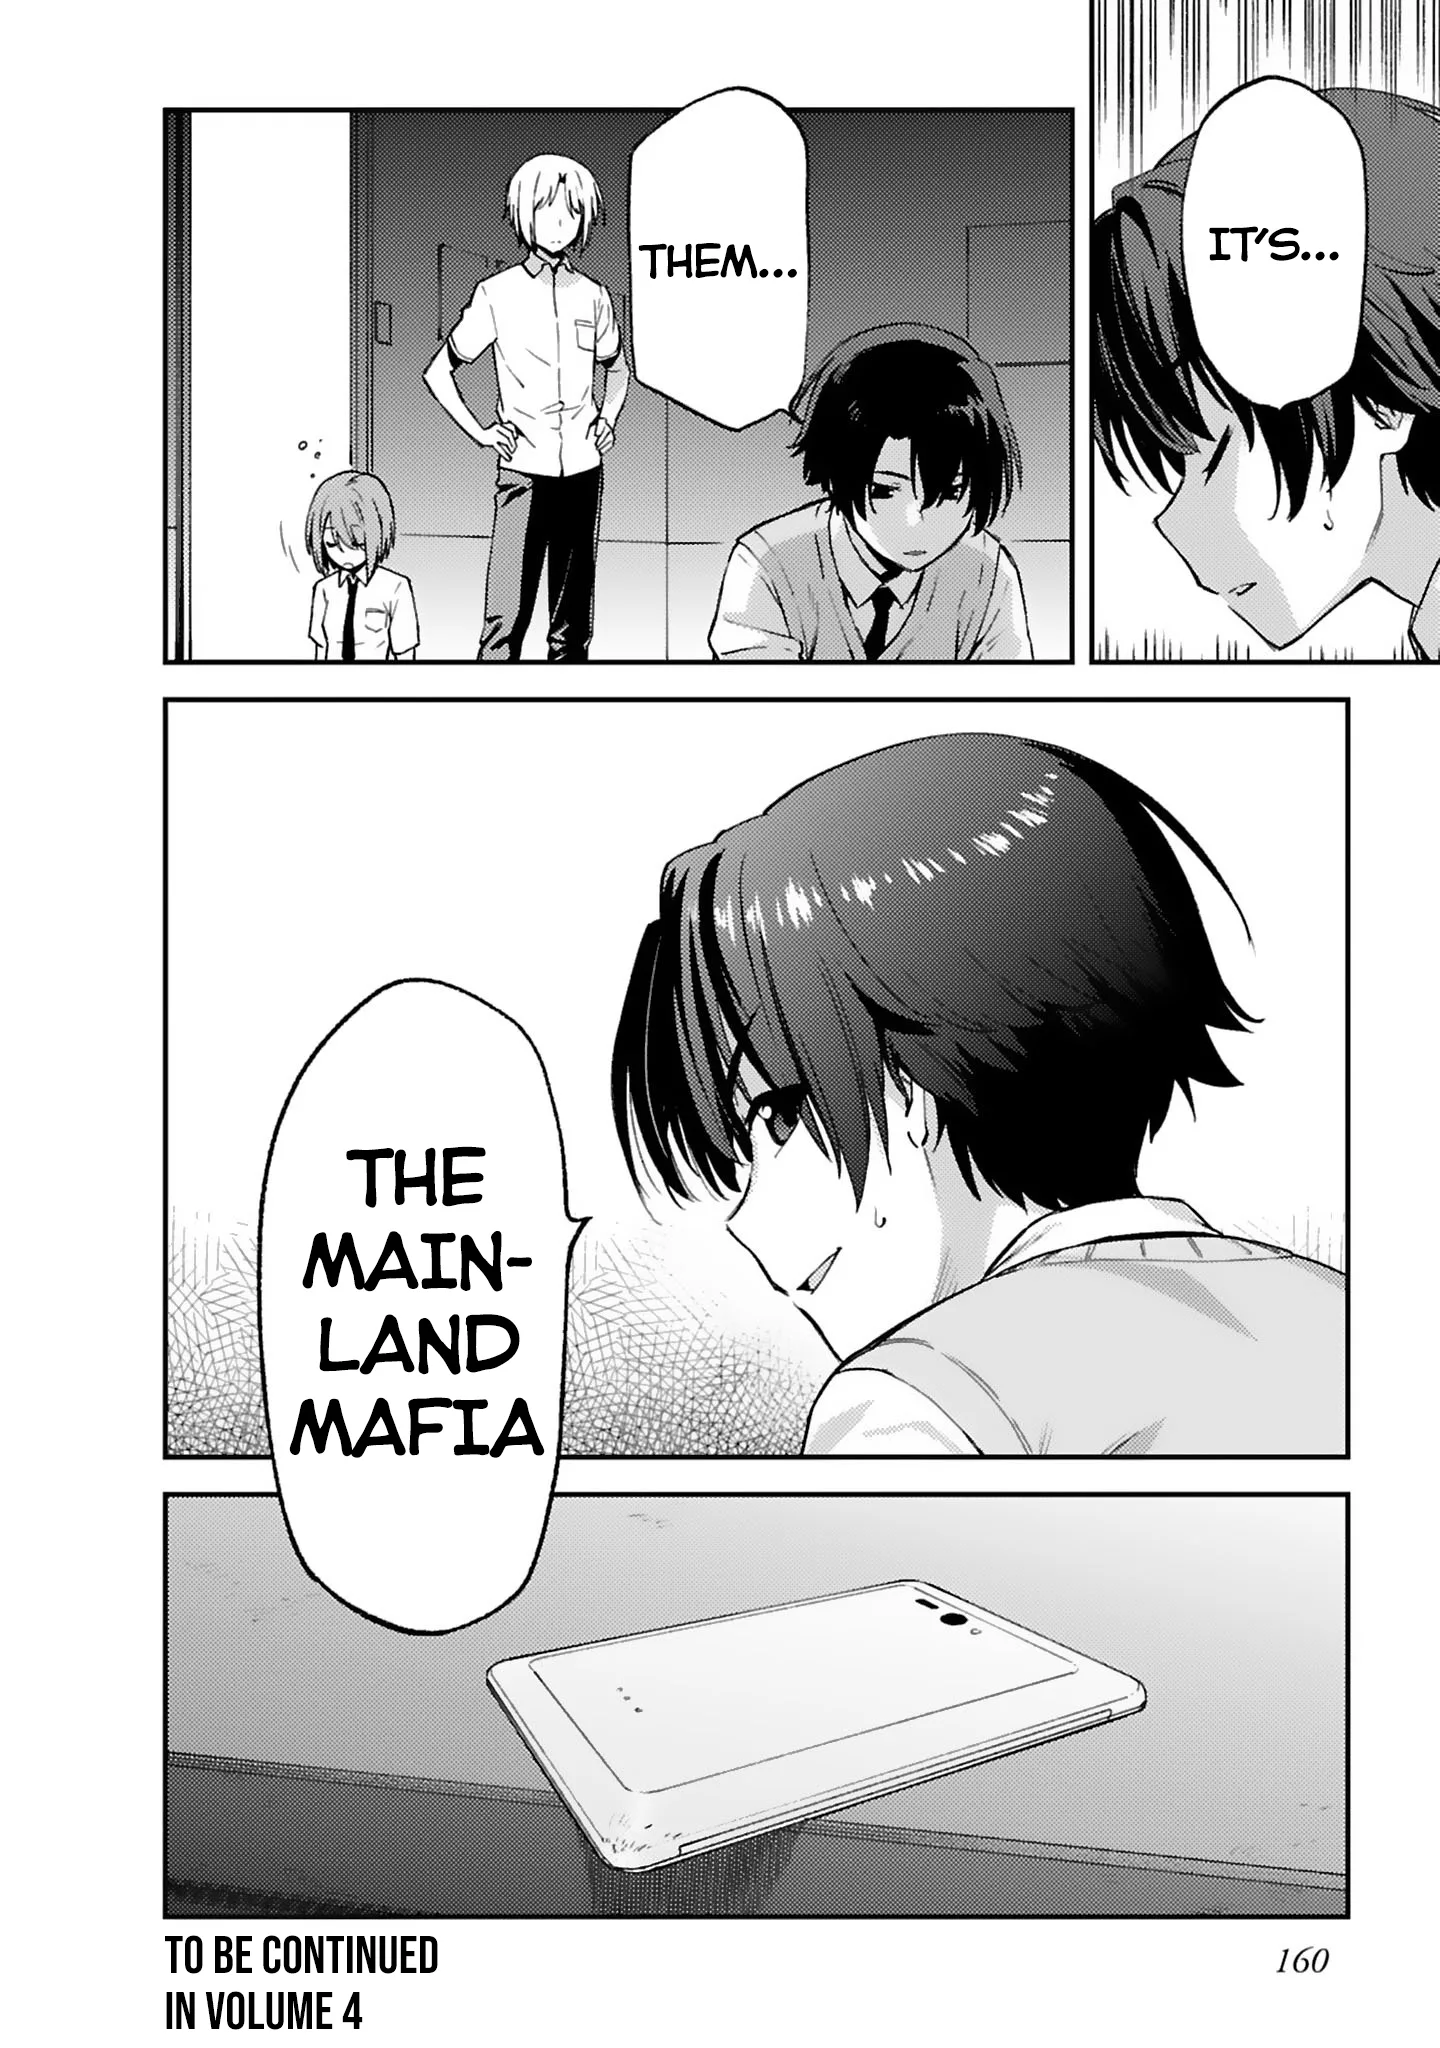 IT'S...
THEM...
THE
MAIN-
LAND
MAFIA
TO BE CONTINUED
IN VOLUME 4
160